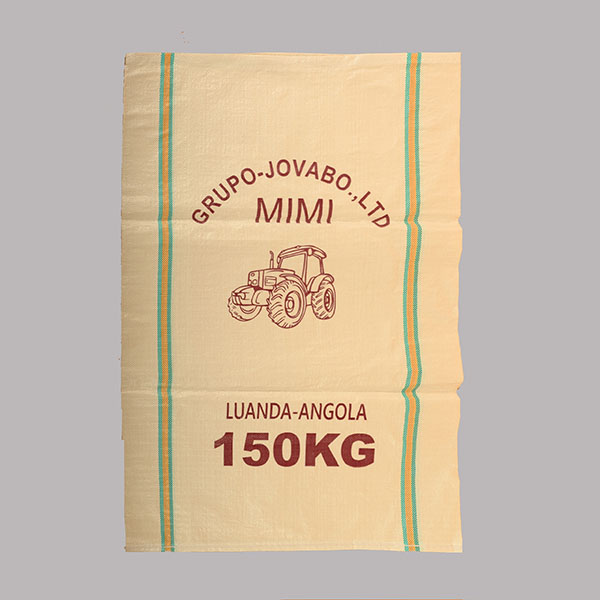 GRUPO-JOVABO.,LTD
MIMI
LUANDA-ANGOLA
150KG